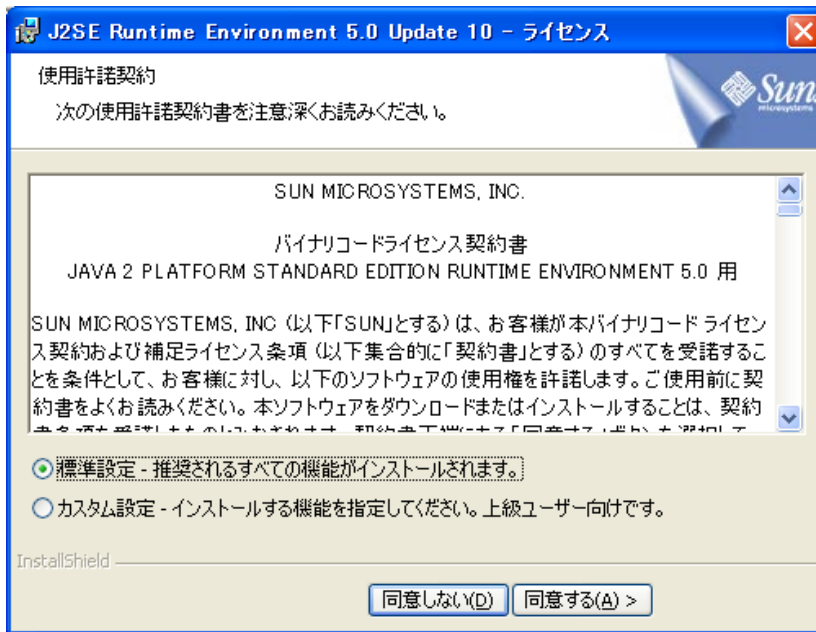 J2SE Runtime Environment 5.0 Update 10 - ライセンス
使用許諾契約
次の使用許諾契約書を注意深くお読みください。
Sun
microsystems
SUN MICROSYSTEMS, INC.
バイナリコードライセンス契約書
JAVA 2 PLATFORM STANDARD EDITION RUNTIME ENVIRONMENT 5.0 用
SUN MICROSYSTEMS, INC (以下「SUN」とする) は、お客様が本バイナリコード ライセン
ス契約および補足ライセンス条項 (以下集合的に「契約書」とする) のすべてを受諾するこ
とを条件として、お客様に対し、以下のソフトウェアの使用権を許諾します。ご使用前に契
約書をよくお読みください。本ソフトウェアをダウンロードまたはインストールすることは、契約
標準設定 - 推奨されるすべての機能がインストールされます。
カスタム設定 - インストールする機能を指定してください。上級ユーザー向けです。
InstallShield
同意しない(D)
同意する(A) >